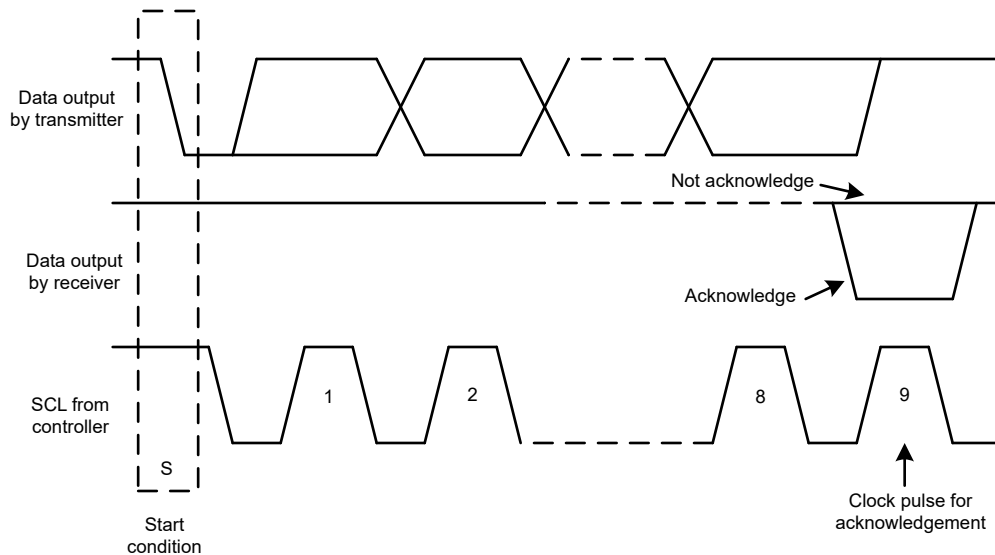 Data output
by transmitter
Not acknowledge
Data output
by receiver
Acknowledge
SCL from
controller
1
2
8
9
S
Start
condition
Clock pulse for
acknowledgement